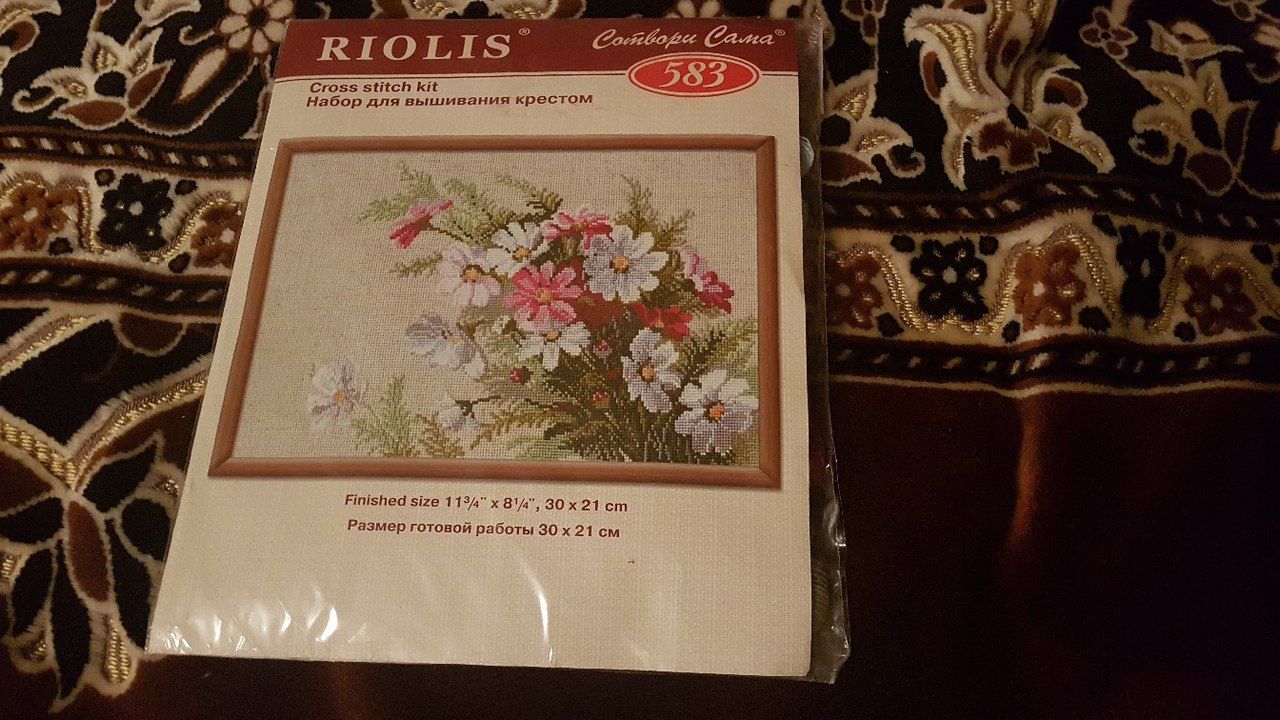 RIOLIS®
Сотвори Сама®
583
Cross stitch kit
Набор для вышивания крестом
Finished size 11¾" x 8¼", 30 x 21 cm
Размер готовой работы 30 x 21 см